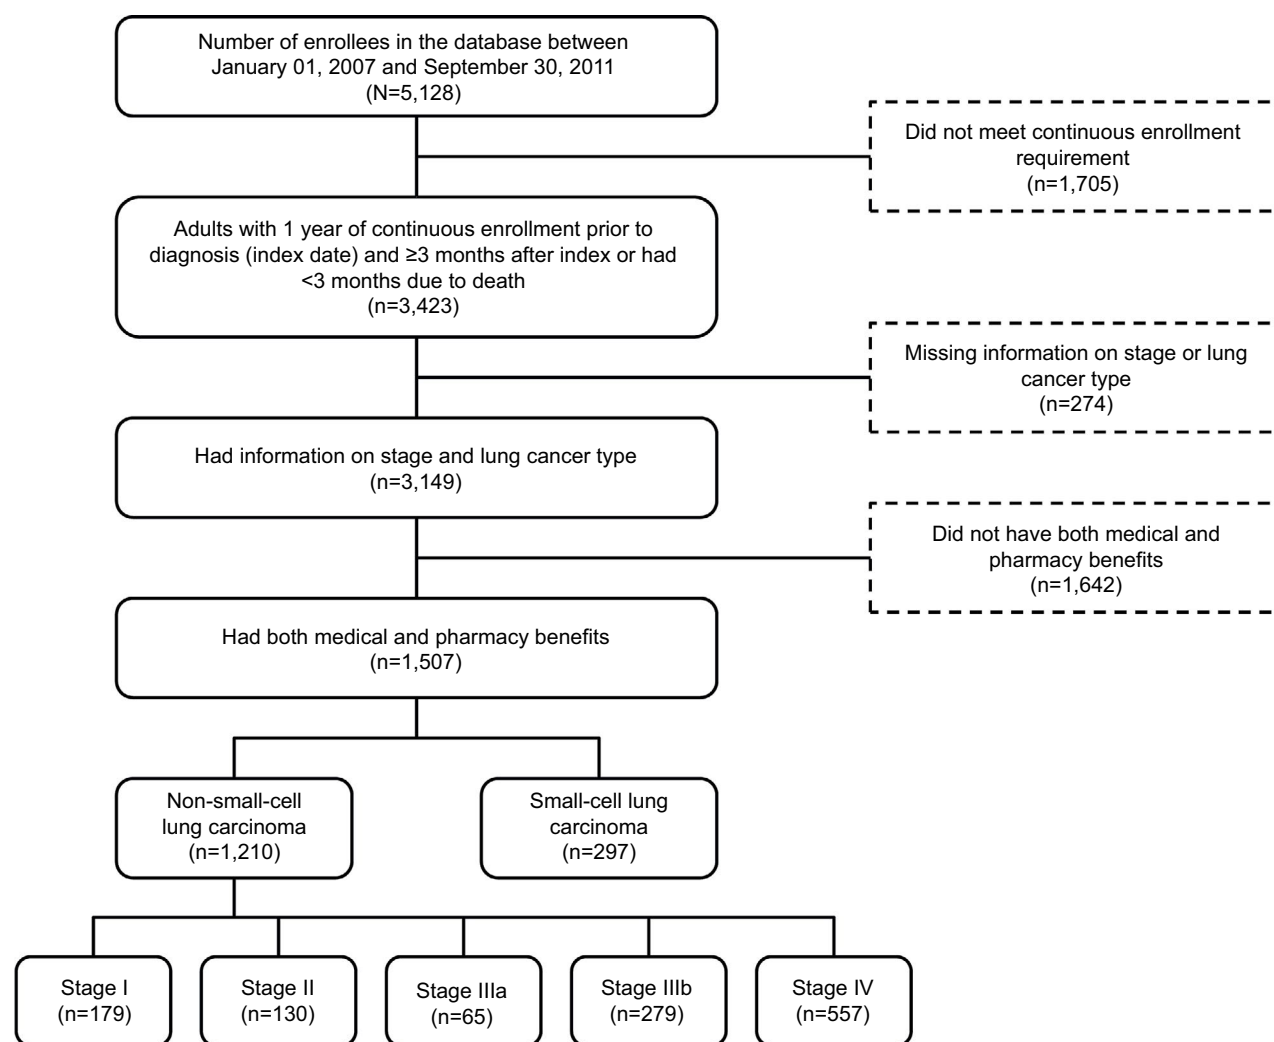 Number of enrollees in the database between
January 01, 2007 and September 30, 2011
(N=5,128)
Did not meet continuous enrollment
requirement
(n=1,705)
Adults with 1 year of continuous enrollment prior to
diagnosis (index date) and ≥3 months after index or had
<3 months due to death
(n=3,423)
Missing information on stage or lung
cancer type
(n=274)
Had information on stage and lung cancer type
(n=3,149)
Did not have both medical and
pharmacy benefits
(n=1,642)
Had both medical and pharmacy benefits
(n=1,507)
Non-small-cell
lung carcinoma
(n=1,210)
Small-cell lung
carcinoma
(n=297)
Stage I
(n=179)
Stage II
(n=130)
Stage IIIa
(n=65)
Stage IIIb
(n=279)
Stage IV
(n=557)